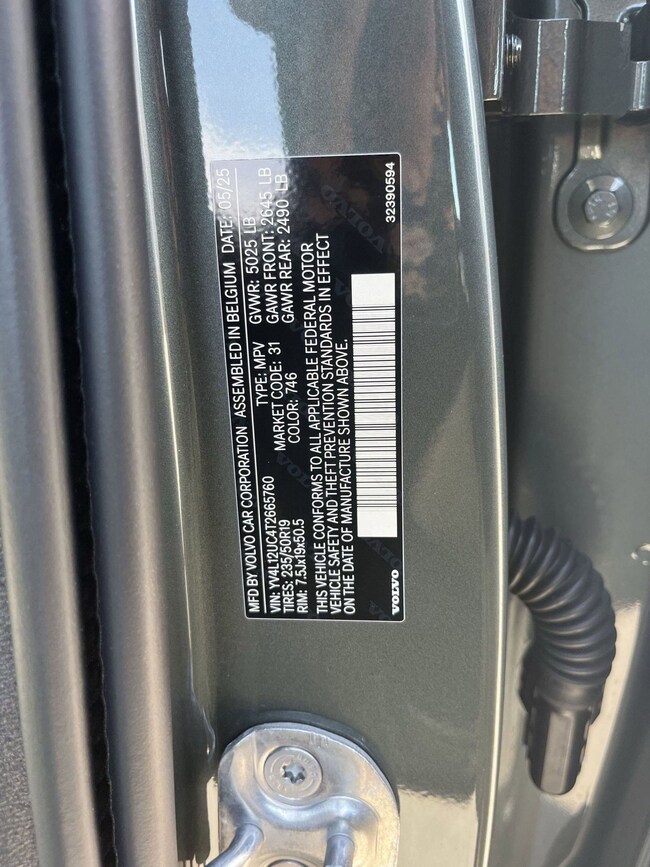 MFD BY VOLVO CAR CORPORATION ASSEMBLED IN BELGIUM DATE: 05/25
VIN: YV4L12UC4T2665760 TYPE: MPV GVWR: 5025 LB
TIRES: 235/50R19 MARKET CODE: 31 GAWR FRONT: 2645 LB
RIM: 7.5Jx19x50.5 COLOR: 746 GAWR REAR: 2490 LB
THIS VEHICLE CONFORMS TO ALL APPLICABLE FEDERAL MOTOR
VEHICLE SAFETY AND THEFT PREVENTION STANDARDS IN EFFECT
ON THE DATE OF MANUFACTURE SHOWN ABOVE.
VOLVO 32390594